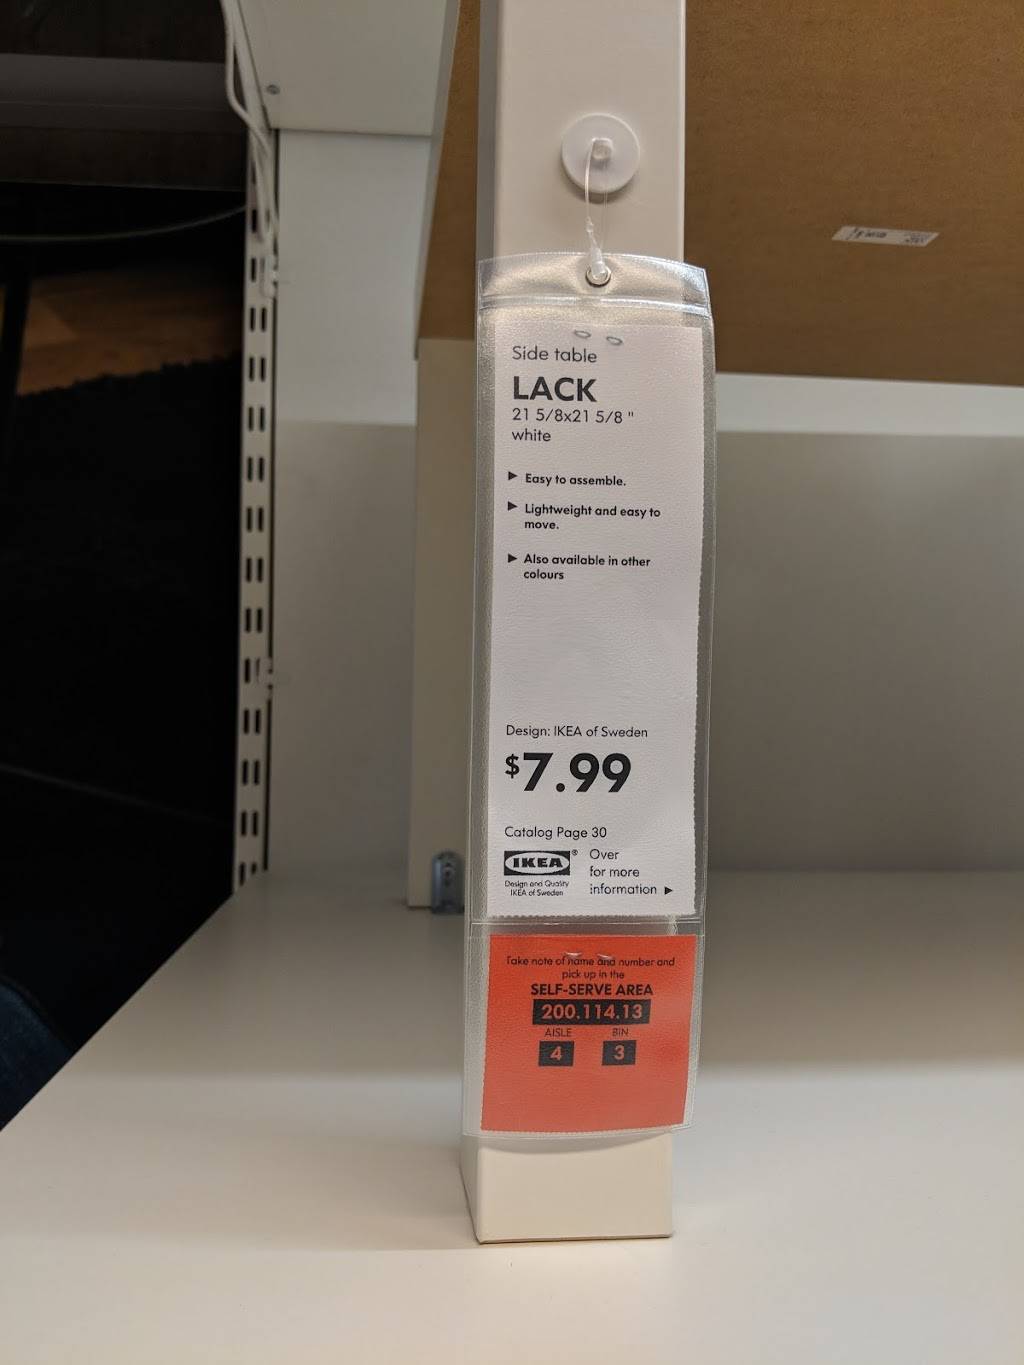 Side table
LACK
21 5/8x21 5/8 "
white
► Easy to assemble.
► Lightweight and easy to
move.
► Also available in other
colours
Design: IKEA of Sweden
$7.99
Catalog Page 30
IKEA®
Design and Quality
IKEA of Sweden
Over
for more
information ►
Take note of name and number and
pick up in the
SELF-SERVE AREA
200.114.13
AISLE BIN
4 3